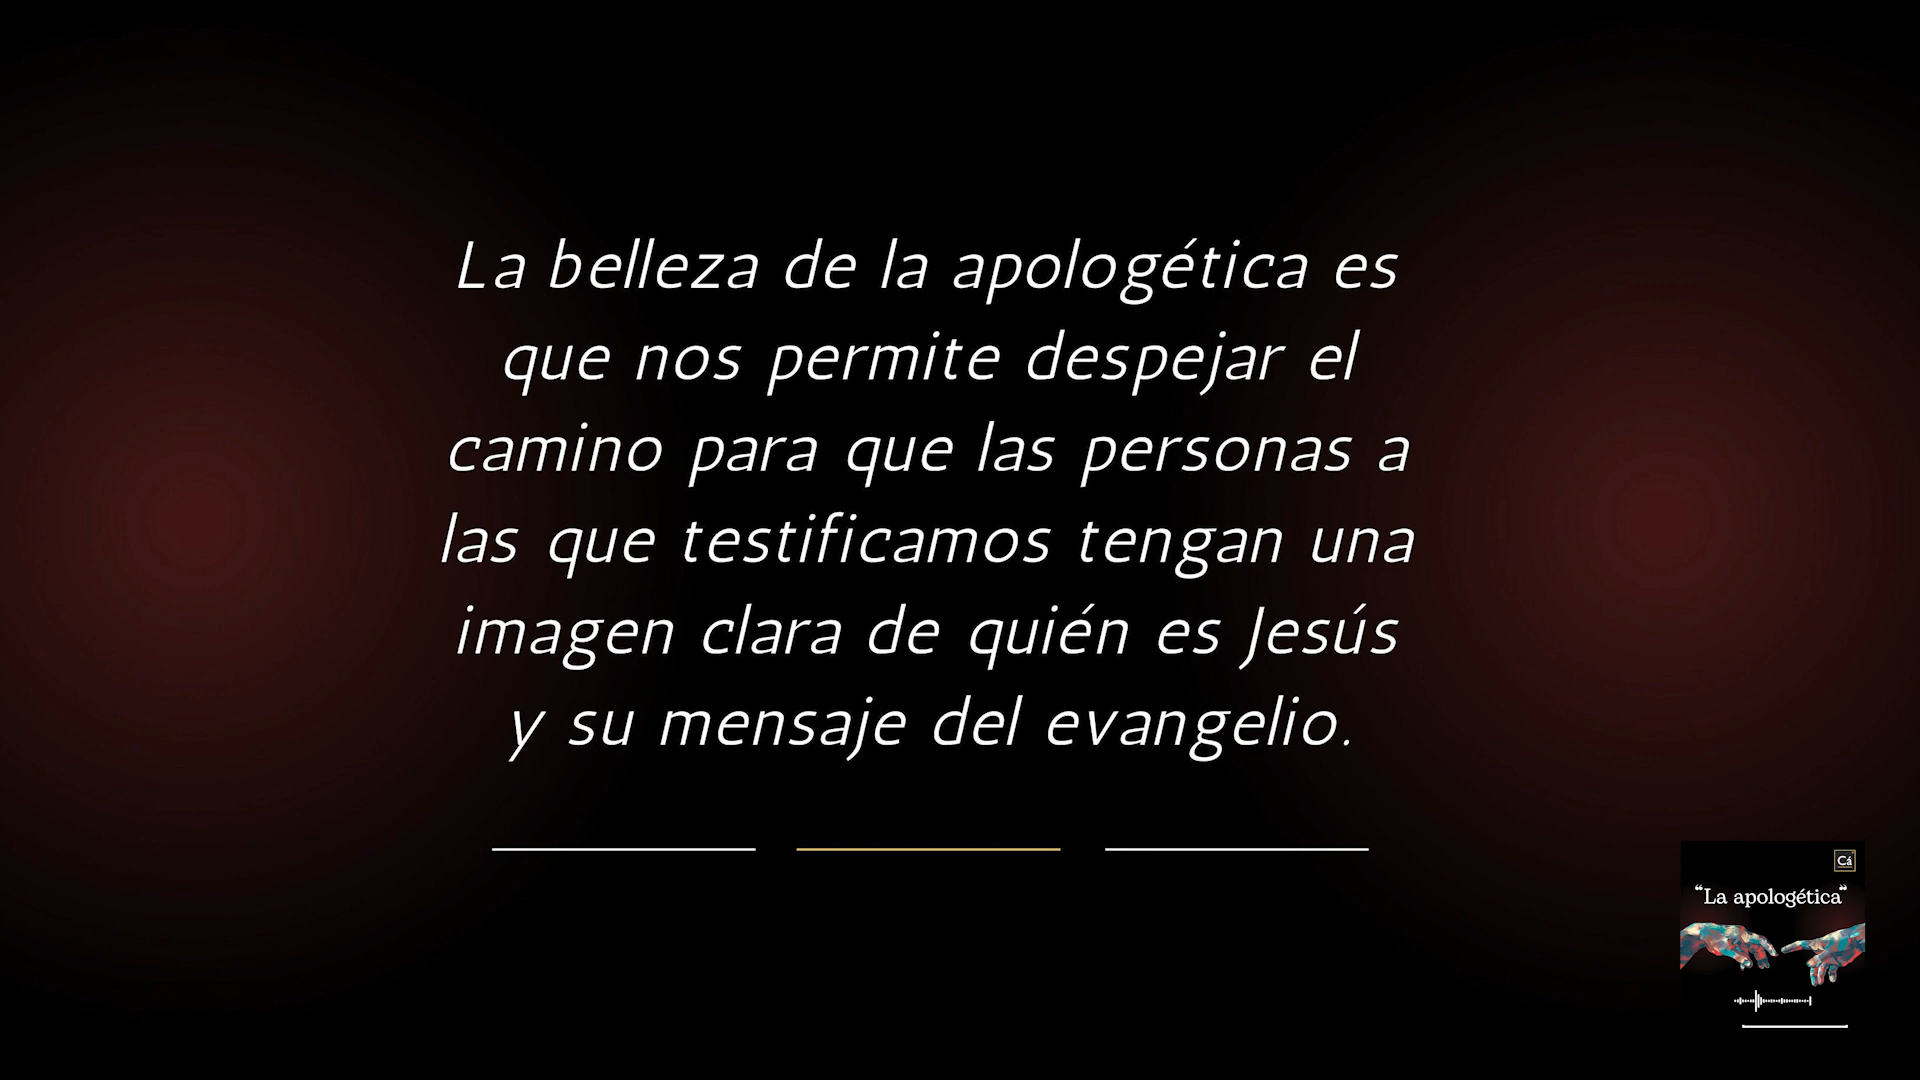 La belleza de la apologética es
que nos permite despejar el
camino para que las personas a
las que testificamos tengan una
imagen clara de quién es Jesús
y su mensaje del evangelio.
Cá
“La apologética”